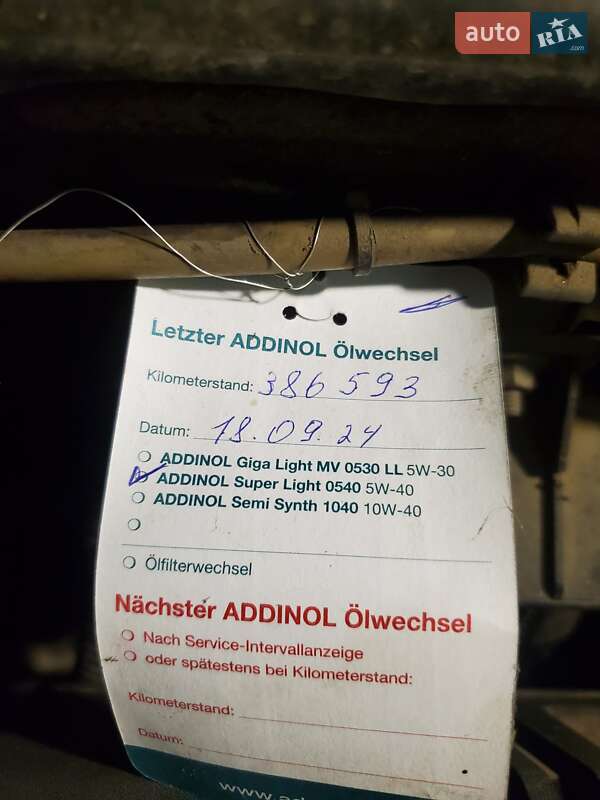 auto RIA.com
Letzter ADDINOL Ölwechsel
Kilometerstand: 386 593
Datum: 18.09.24
ADDINOL Giga Light MV 0530 LL 5W-30
ADDINOL Super Light 0540 5W-40
ADDINOL Semi Synth 1040 10W-40
Ölfilterwechsel
Nächster ADDINOL Ölwechsel
Nach Service-Intervallanzeige
oder spätestens bei Kilometerstand:
Kilometerstand:
Datum: